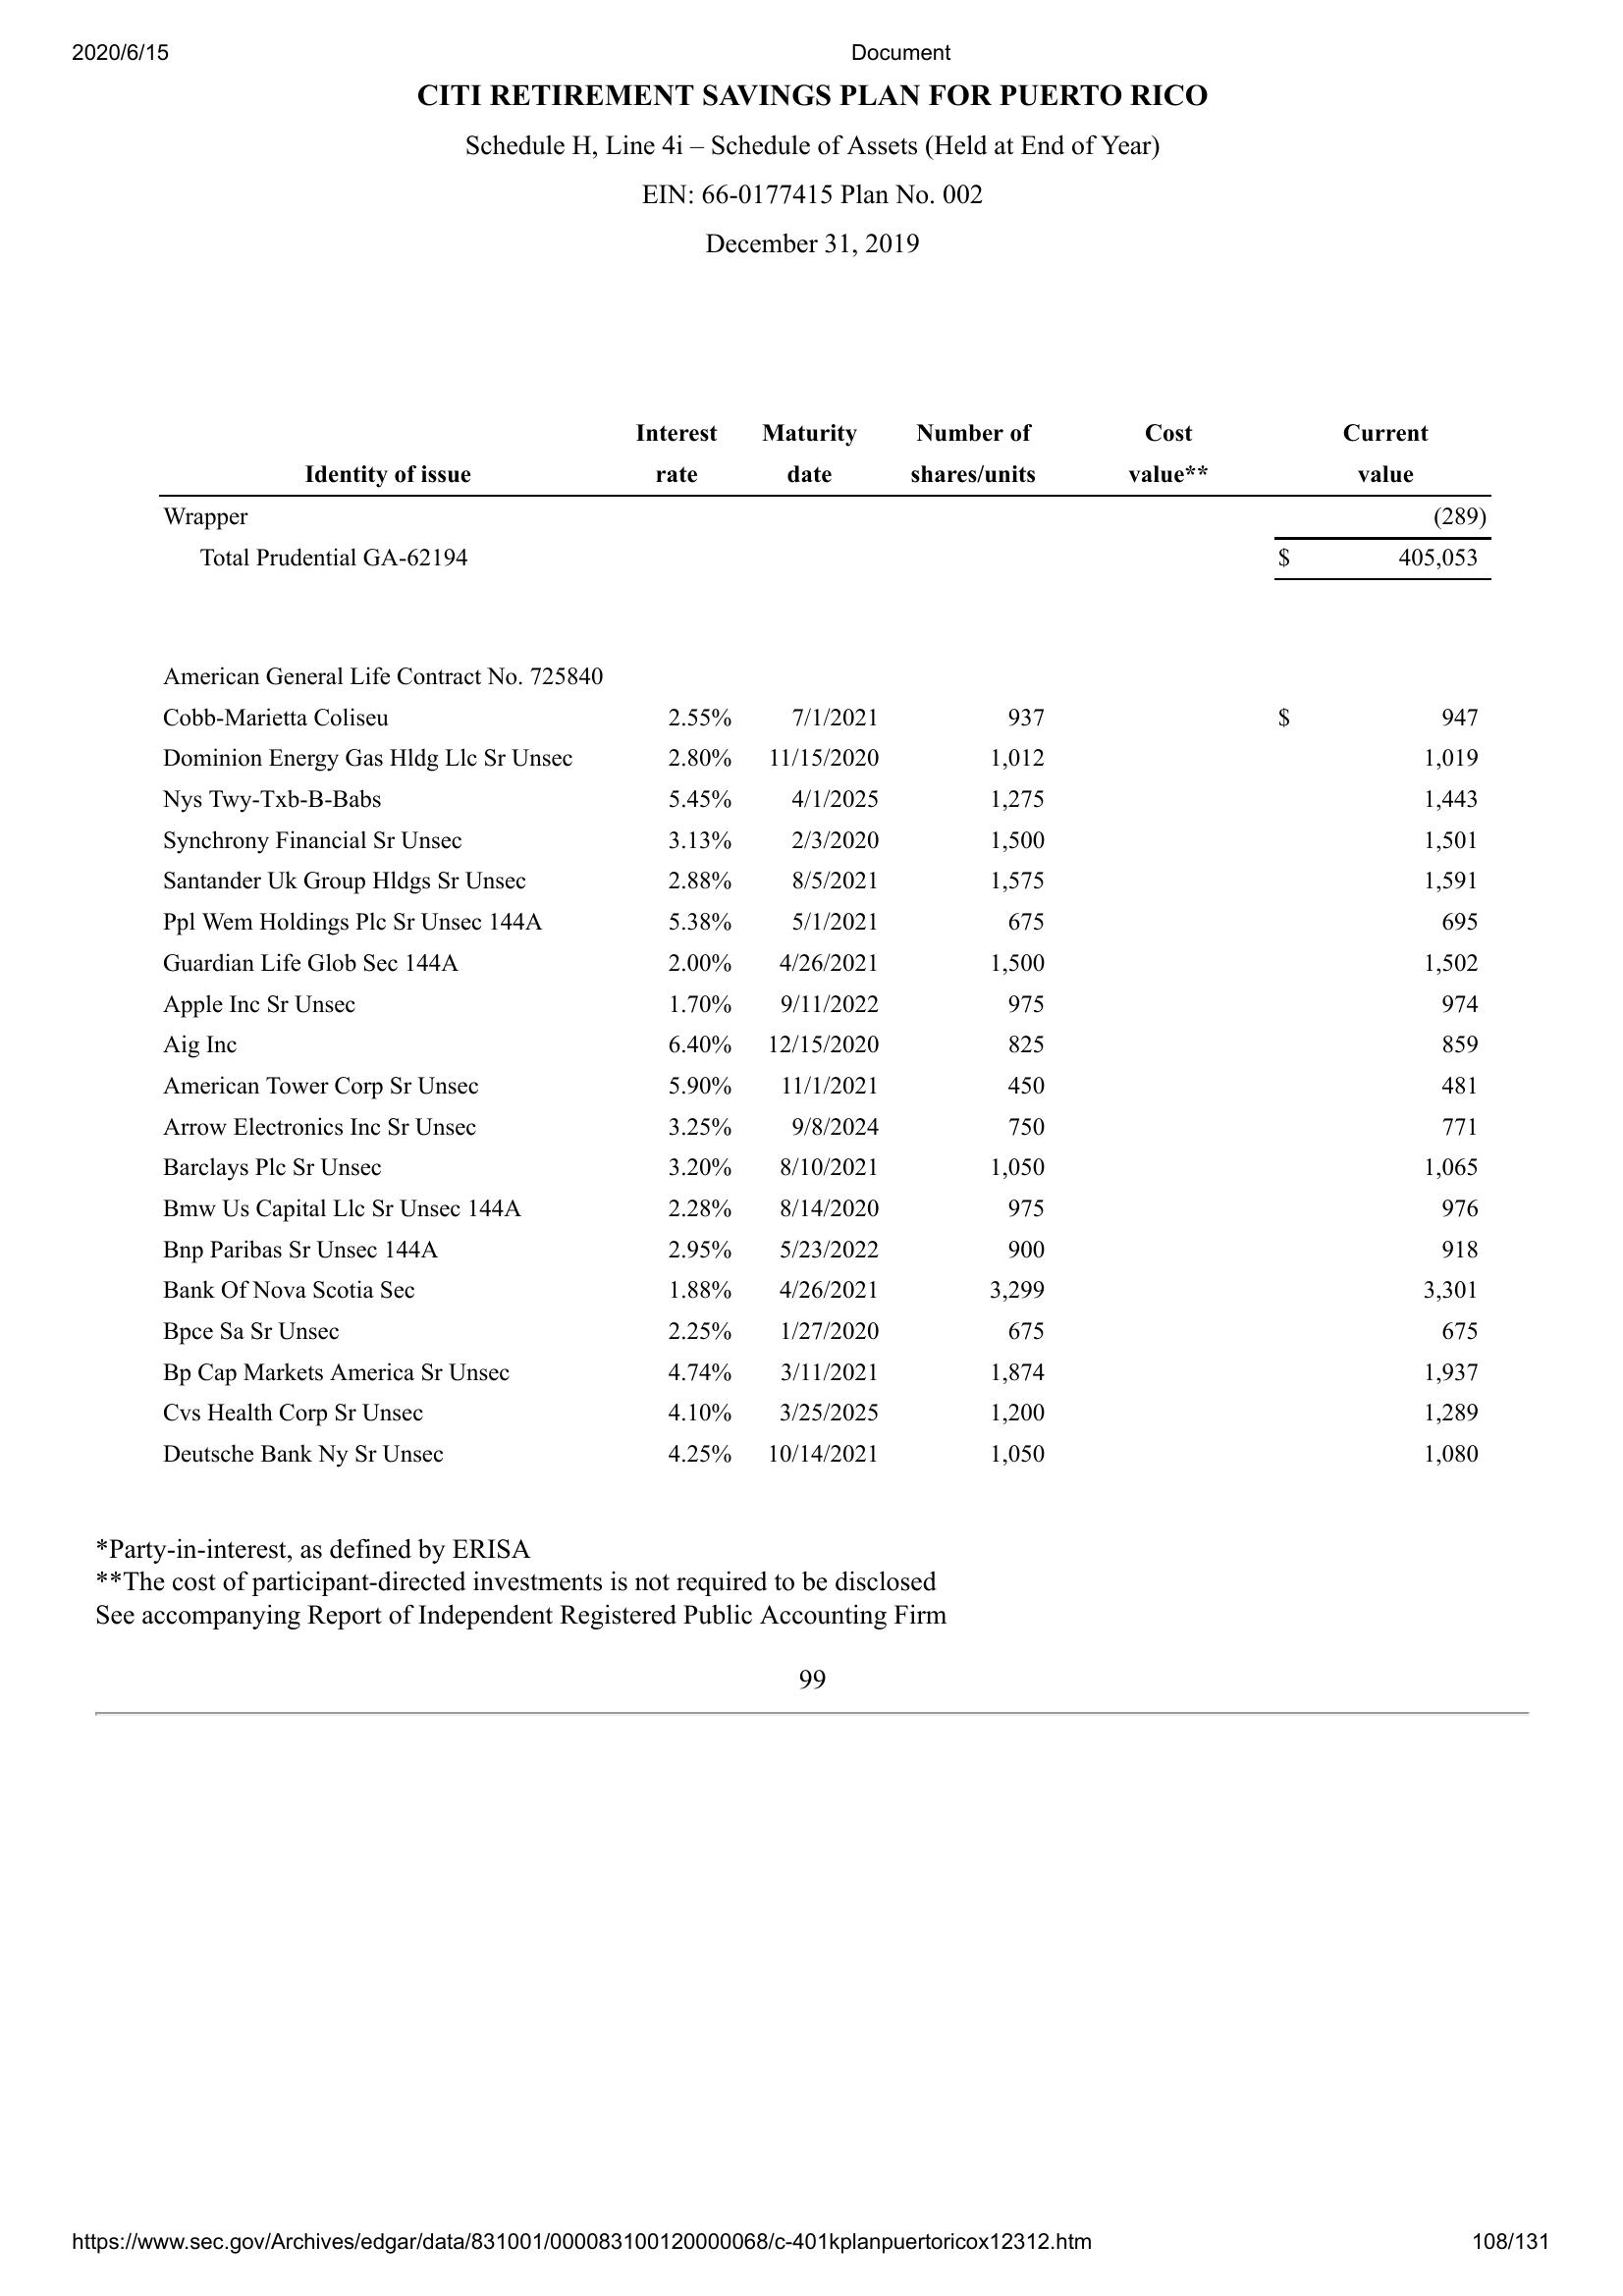 2020/6/15 Document
CITI RETIREMENT SAVINGS PLAN FOR PUERTO RICO
Schedule H, Line 4i – Schedule of Assets (Held at End of Year)
EIN: 66-0177415 Plan No. 002
December 31, 2019
Interest Maturity Number of Cost Current
Identity of issue rate date shares/units value** value
Wrapper (289)
Total Prudential GA-62194 $ 405,053
American General Life Contract No. 725840
Cobb-Marietta Coliseu 2.55% 7/1/2021 937 $ 947
Dominion Energy Gas Hldg Llc Sr Unsec 2.80% 11/15/2020 1,012 1,019
Nys Twy-Txb-B-Babs 5.45% 4/1/2025 1,275 1,443
Synchrony Financial Sr Unsec 3.13% 2/3/2020 1,500 1,501
Santander Uk Group Hldgs Sr Unsec 2.88% 8/5/2021 1,575 1,591
Ppl Wem Holdings Plc Sr Unsec 144A 5.38% 5/1/2021 675 695
Guardian Life Glob Sec 144A 2.00% 4/26/2021 1,500 1,502
Apple Inc Sr Unsec 1.70% 9/11/2022 975 974
Aig Inc 6.40% 12/15/2020 825 859
American Tower Corp Sr Unsec 5.90% 11/1/2021 450 481
Arrow Electronics Inc Sr Unsec 3.25% 9/8/2024 750 771
Barclays Plc Sr Unsec 3.20% 8/10/2021 1,050 1,065
Bmw Us Capital Llc Sr Unsec 144A 2.28% 8/14/2020 975 976
Bnp Paribas Sr Unsec 144A 2.95% 5/23/2022 900 918
Bank Of Nova Scotia Sec 1.88% 4/26/2021 3,299 3,301
Bpce Sa Sr Unsec 2.25% 1/27/2020 675 675
Bp Cap Markets America Sr Unsec 4.74% 3/11/2021 1,874 1,937
Cvs Health Corp Sr Unsec 4.10% 3/25/2025 1,200 1,289
Deutsche Bank Ny Sr Unsec 4.25% 10/14/2021 1,050 1,080
*Party-in-interest, as defined by ERISA
**The cost of participant-directed investments is not required to be disclosed
See accompanying Report of Independent Registered Public Accounting Firm
99
https://www.sec.gov/Archives/edgar/data/831001/000083100120000068/c-401kplanpuertoricox12312.htm 108/131